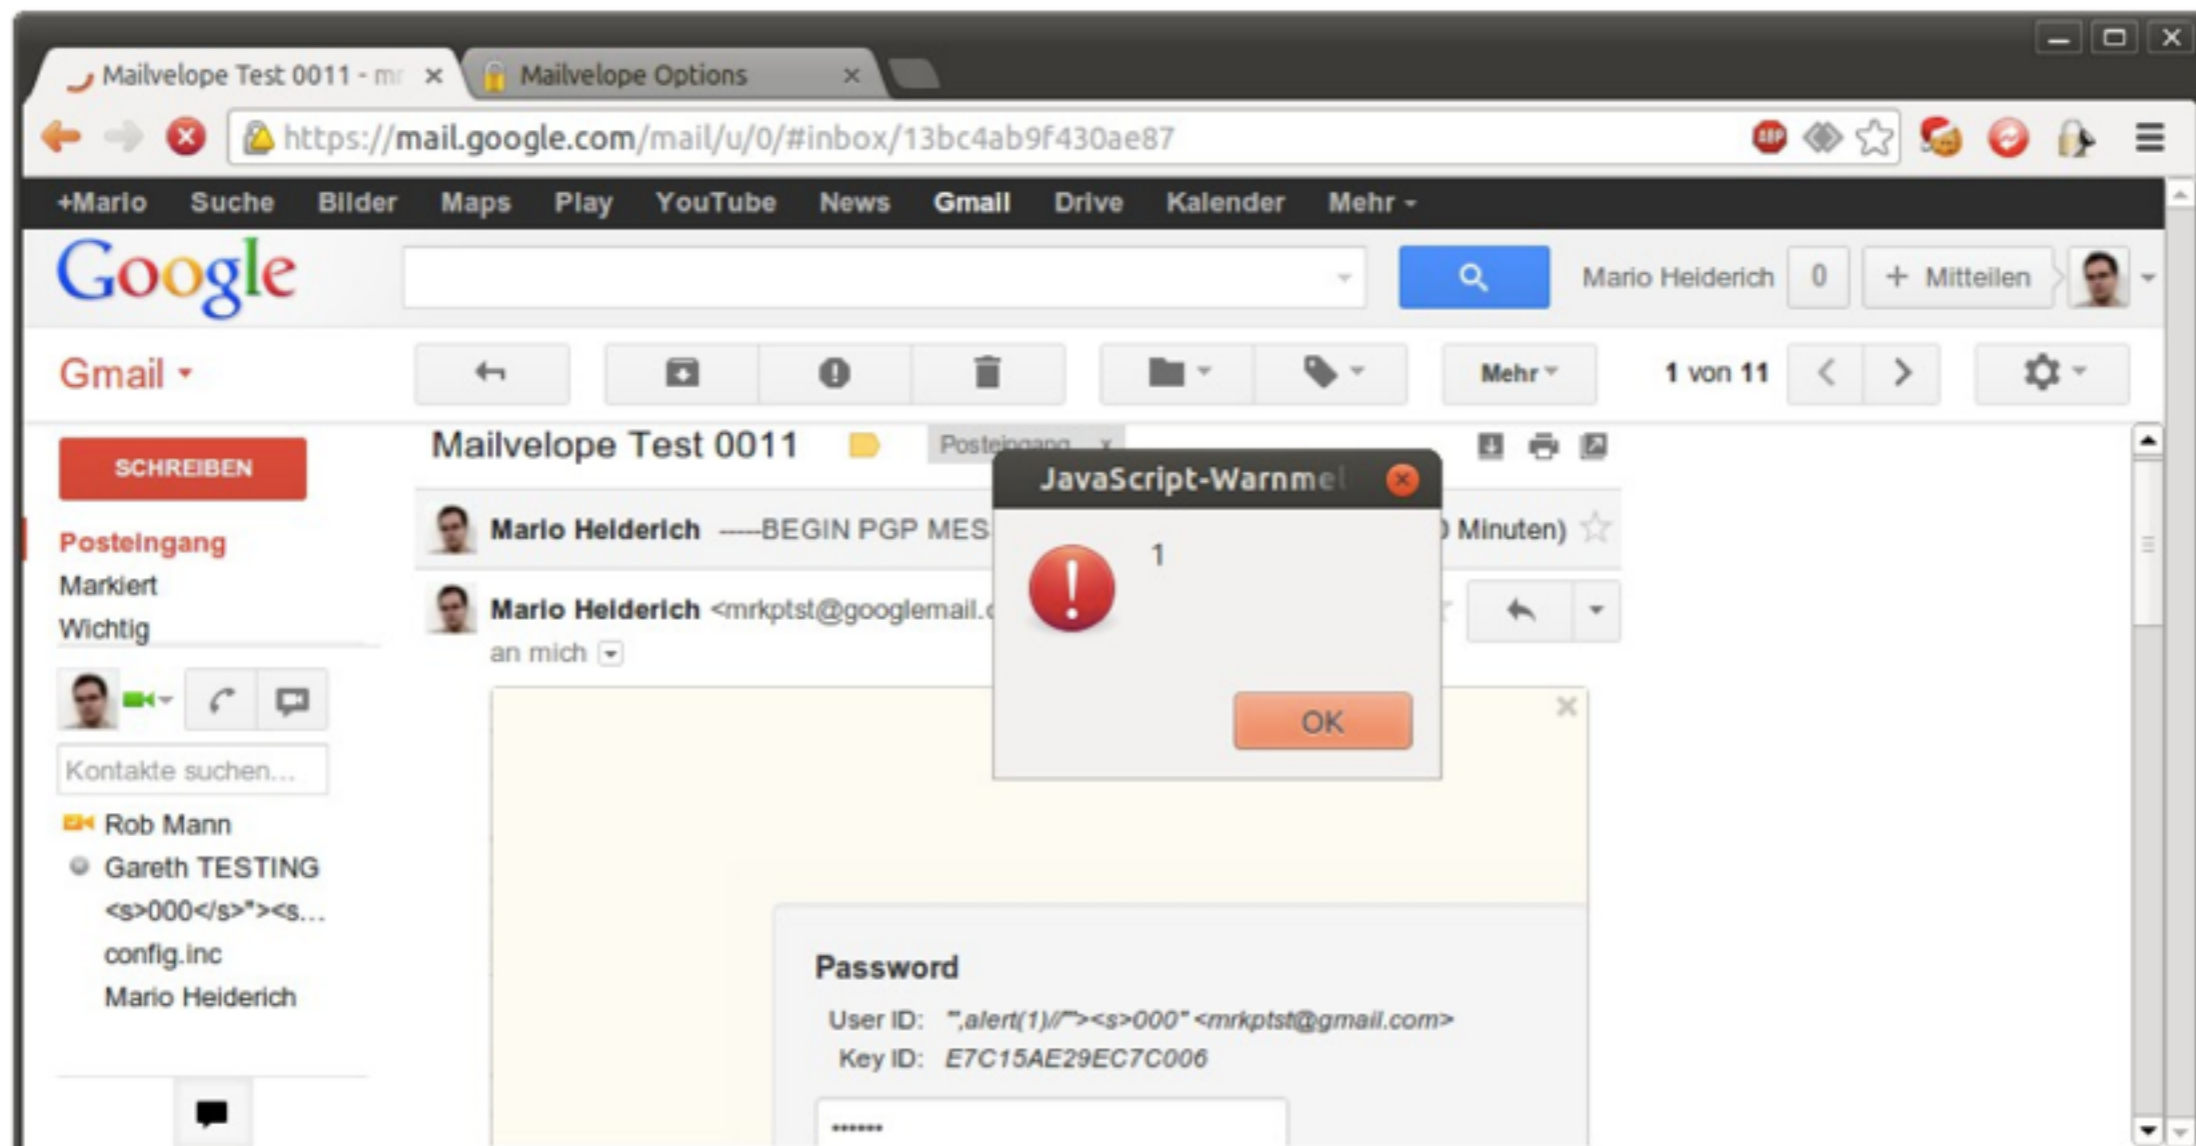 Mailvelope Test 0011 - mr
Mailvelope Options
https://mail.google.com/mail/u/0/#inbox/13bc4ab9f430ae87
ABP
+Mario Suche Bilder Maps Play YouTube News Gmail Drive Kalender Mehr
Google
Mario Heiderich 0 + Mitteilen
Gmail
Mehr
1 von 11
SCHREIBEN
Mailvelope Test 0011
Posteingang x
JavaScript-Warnmel
Posteingang
Mario Heiderich -----BEGIN PGP MES
Minuten)
1
Markiert
Mario Heiderich <mrkptst@googlemail.c
Wichtig
an mich
OK
Kontakte suchen...
Rob Mann
Gareth TESTING
<s>000</s>"><s...
config.inc
Mario Heiderich
Password
User ID: "',alert(1)//"'><s>000" <mrkptst@gmail.com>
Key ID: E7C15AE29EC7C006
••••••